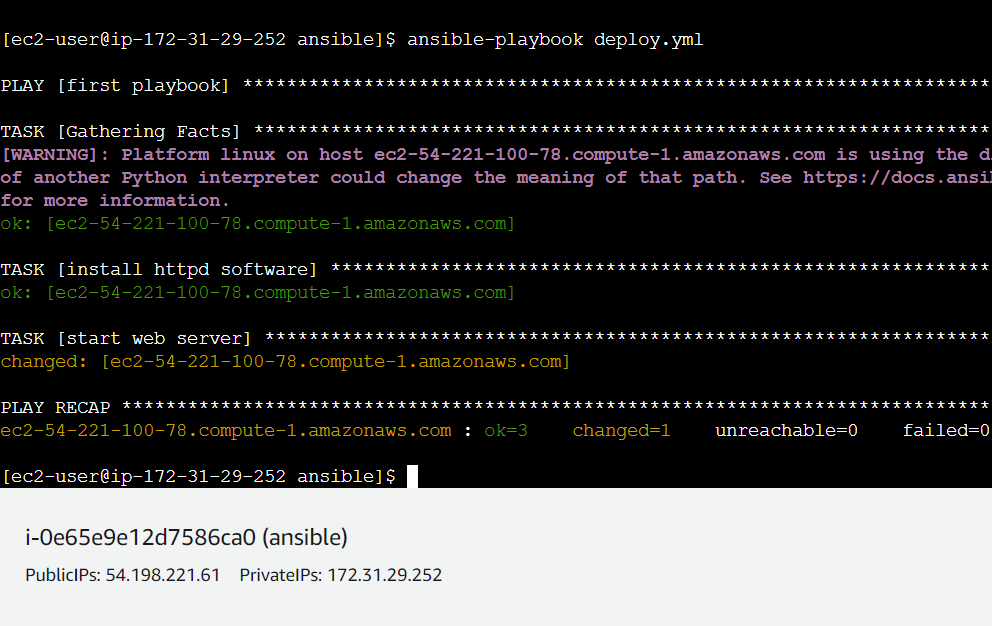 [ec2-user@ip-172-31-29-252 ansible]$ ansible-playbook deploy.yml
PLAY [first playbook] ********************************************************************
TASK [Gathering Facts] *******************************************************************
[WARNING]: Platform linux on host ec2-54-221-100-78.compute-1.amazonaws.com is using the
of another Python interpreter could change the meaning of that path. See https://docs.ansi
for more information.
ok: [ec2-54-221-100-78.compute-1.amazonaws.com]
TASK [install httpd software] ************************************************************
ok: [ec2-54-221-100-78.compute-1.amazonaws.com]
TASK [start web server] ******************************************************************
changed: [ec2-54-221-100-78.compute-1.amazonaws.com]
PLAY RECAP *******************************************************************************
ec2-54-221-100-78.compute-1.amazonaws.com : ok=3 changed=1 unreachable=0 failed=0
[ec2-user@ip-172-31-29-252 ansible]$
i-0e65e9e12d7586ca0 (ansible)
PublicIPs: 54.198.221.61 PrivateIPs: 172.31.29.252